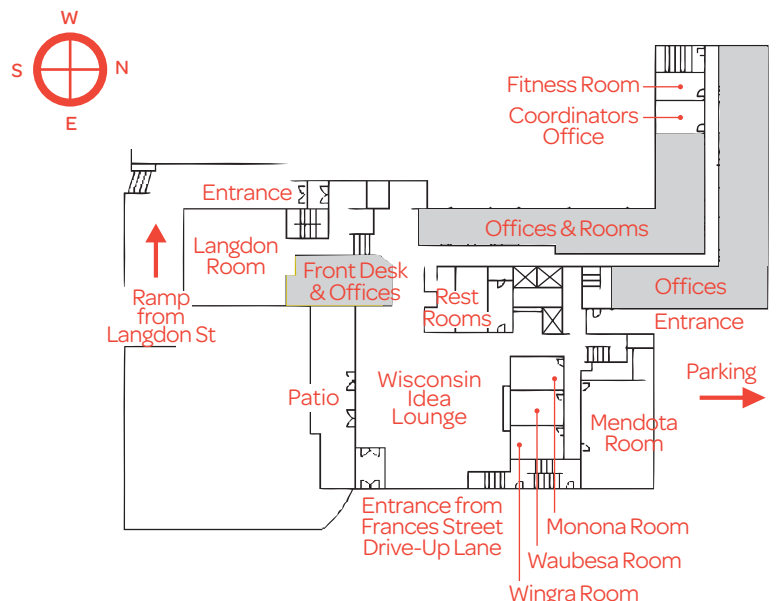 W
S
N
E
Fitness Room
Coordinators
Office
Entrance
Offices & Rooms
Langdon
Room
Front Desk
& Offices
Rest
Rooms
Offices
Ramp
from
Langdon St
Entrance
Parking
Patio
Wisconsin
Idea
Lounge
Mendota
Room
Entrance from
Frances Street
Drive-Up Lane
Monona Room
Waubesa Room
Wingra Room